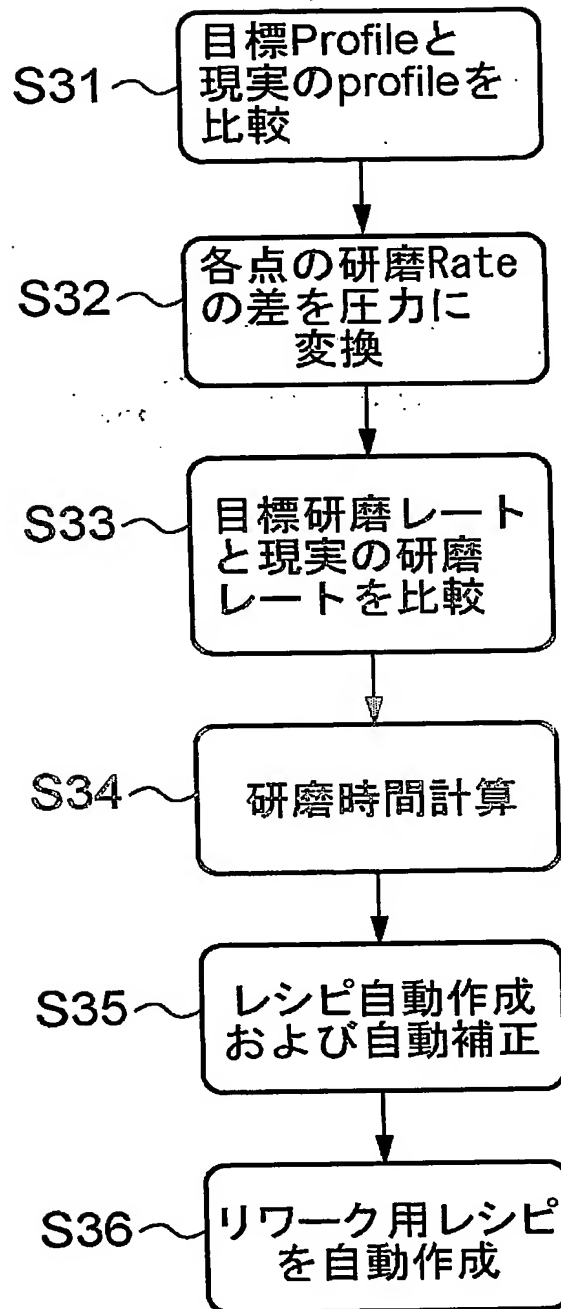 S31
目標Profileと
現実のprofileを
比較
S32
各点の研磨Rate
の差を圧力に
変換
S33
目標研磨レート
と現実の研磨
レートを比較
S34
研磨時間計算
S35
レシピ自動作成
および自動補正
S36
リワーク用レシピ
を自動作成